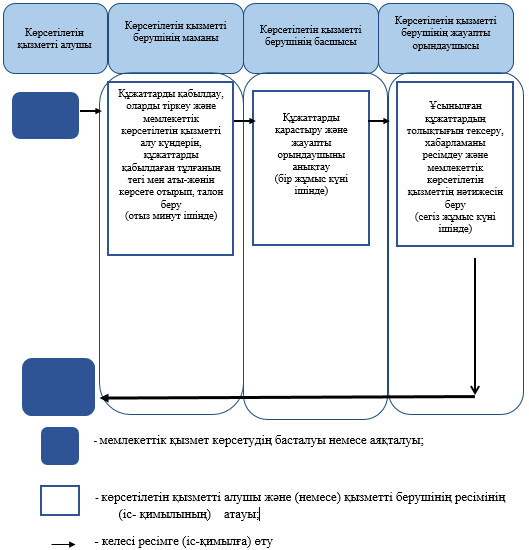 Көрсетілетін
қызметті алушы
Көрсетілетін қызметті
берушінің маманы
Көрсетілетін қызметті
берушінің басшысы
Көрсетілетін қызметті
берушінің жауапты
орындаушысы
Құжаттарды қабылдау,
оларды тіркеу және
мемлекеттік
көрсетілетін қызметті
алу күндерін,
құжаттарды
қабылдаған тұлғаның
тегі мен аты-жөнін
көрсете отырып, талон
беру
(отыз минут ішінде)
Құжаттарды
қарастыру және
жауапты
орындаушыны
анықтау
(бір жұмыс күні
ішінде)
Ұсынылған
құжаттардың
толықтығын тексеру,
хабарламаны
ресімдеу және
мемлекеттік
көрсетілетін
қызметтің нәтижесін
беру
(сегіз жұмыс күні
ішінде)
- мемлекеттік қызмет көрсетудің басталуы немесе аяқталуы;
- көрсетілетін қызметті алушы және (немесе) қызметті берушінің ресімінің
(іс- қимылының) атауы;
- келесі ресімге (іс-қимылға) өту